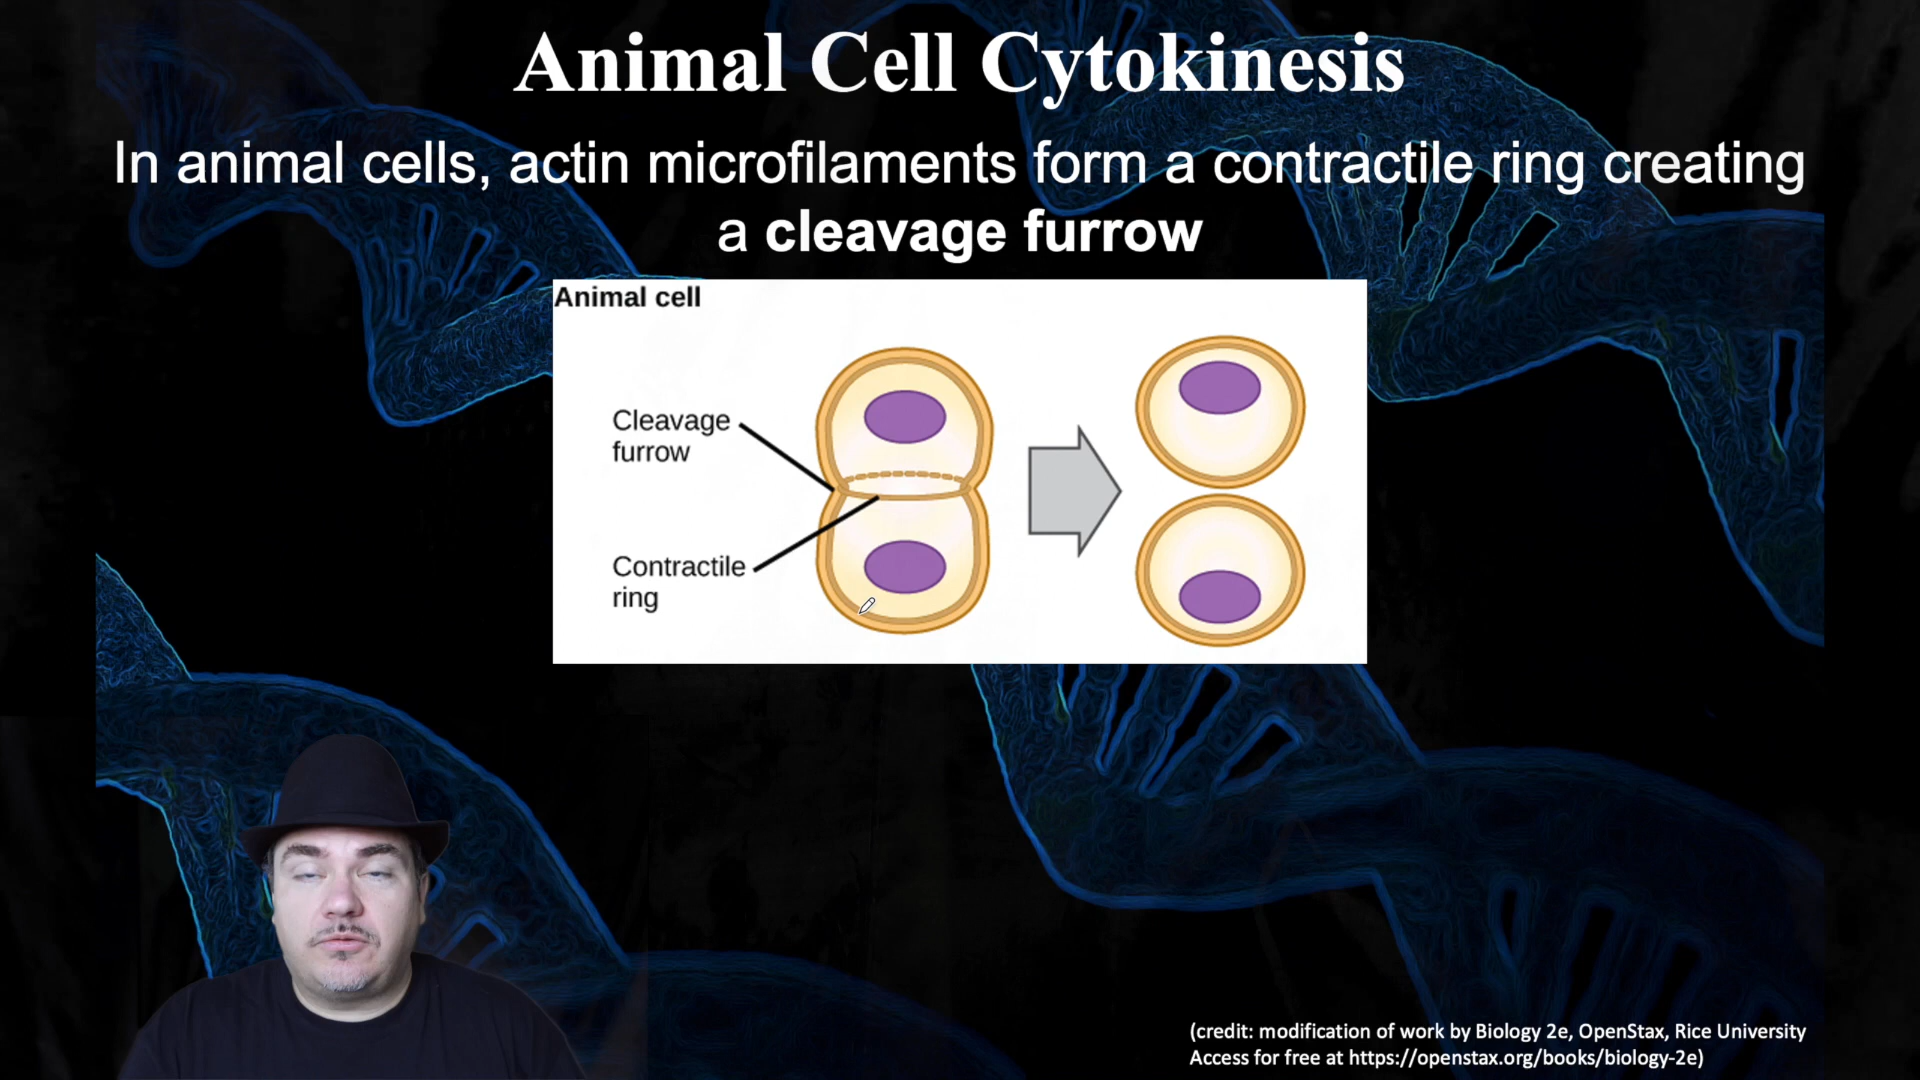 Animal Cell Cytokinesis
In animal cells, actin microfilaments form a contractile ring creating
a cleavage furrow
Animal cell
Cleavage
furrow
Contractile
ring
(credit: modification of work by Biology 2e, OpenStax, Rice University
Access for free at https://openstax.org/books/biology-2e)